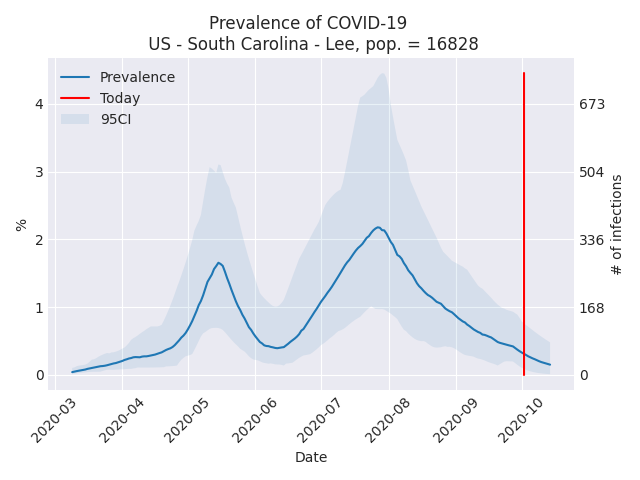 Prevalence of COVID-19
US - South Carolina - Lee, pop. = 16828
Prevalence
Today
95CI
4
3
2
1
0
%
673
504
336
168
0
# of infections
2020-03
2020-04
2020-05
2020-06
2020-07
2020-08
2020-09
2020-10
Date